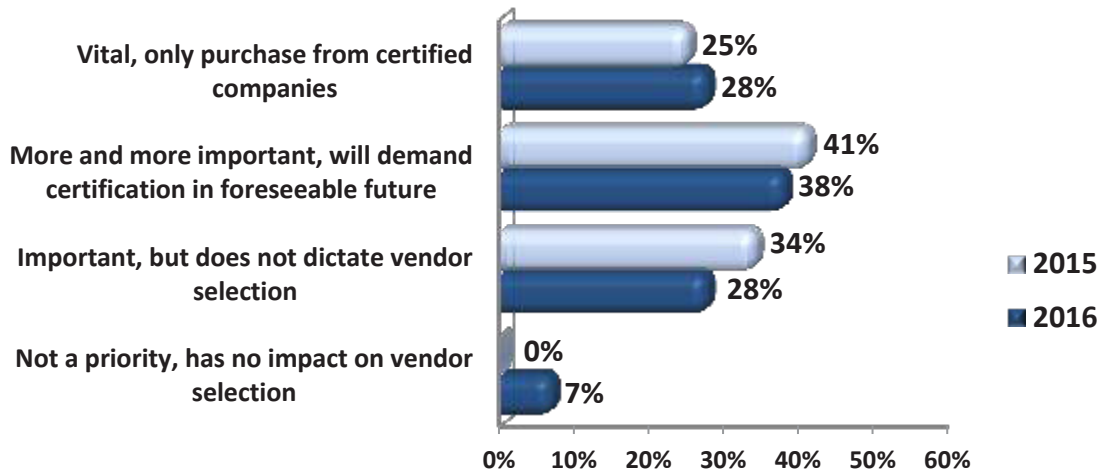 Vital, only purchase from certified
companies
25%
28%
More and more important, will demand
certification in foreseeable future
41%
38%
Important, but does not dictate vendor
selection
34%
28%
Not a priority, has no impact on vendor
selection
0%
7%
2015
2016
0% 10% 20% 30% 40% 50% 60%